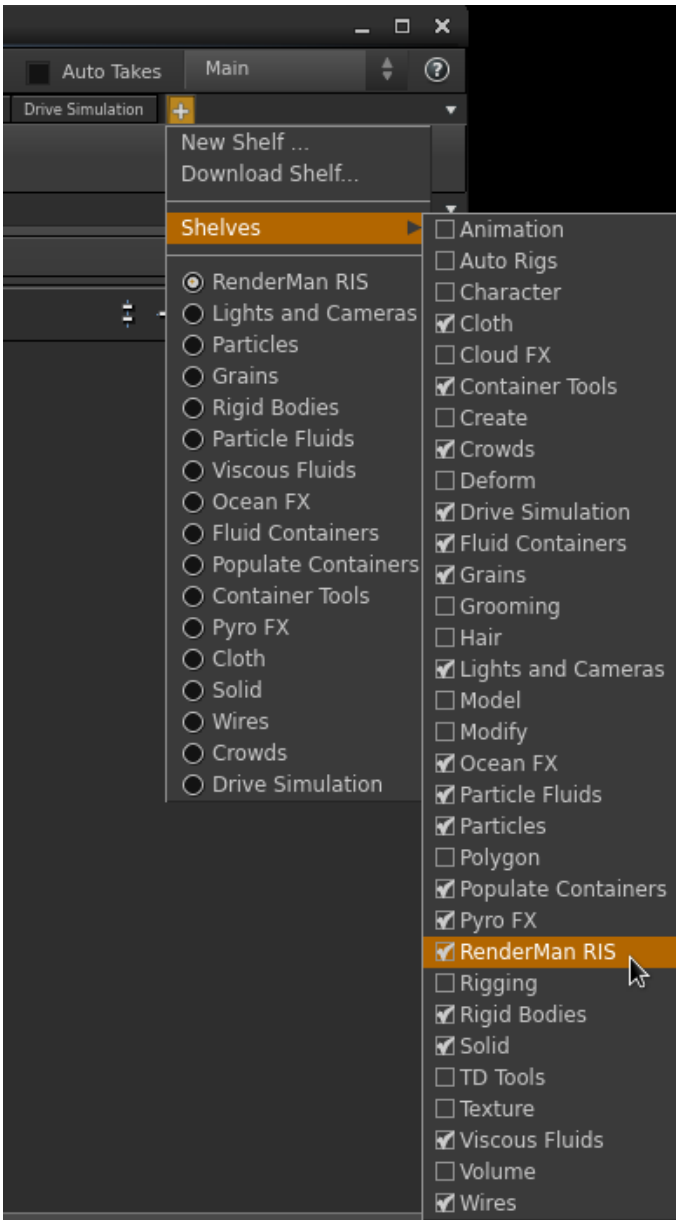 Auto Takes Main ?
Drive Simulation +
New Shelf ...
Download Shelf...
Shelves
RenderMan RIS
Lights and Cameras
Particles
Grains
Rigid Bodies
Particle Fluids
Viscous Fluids
Ocean FX
Fluid Containers
Populate Containers
Container Tools
Pyro FX
Cloth
Solid
Wires
Crowds
Drive Simulation
Animation
Auto Rigs
Character
Cloth
Cloud FX
Container Tools
Create
Crowds
Deform
Drive Simulation
Fluid Containers
Grains
Grooming
Hair
Lights and Cameras
Model
Modify
Ocean FX
Particle Fluids
Particles
Polygon
Populate Containers
Pyro FX
RenderMan RIS
Rigging
Rigid Bodies
Solid
TD Tools
Texture
Viscous Fluids
Volume
Wires